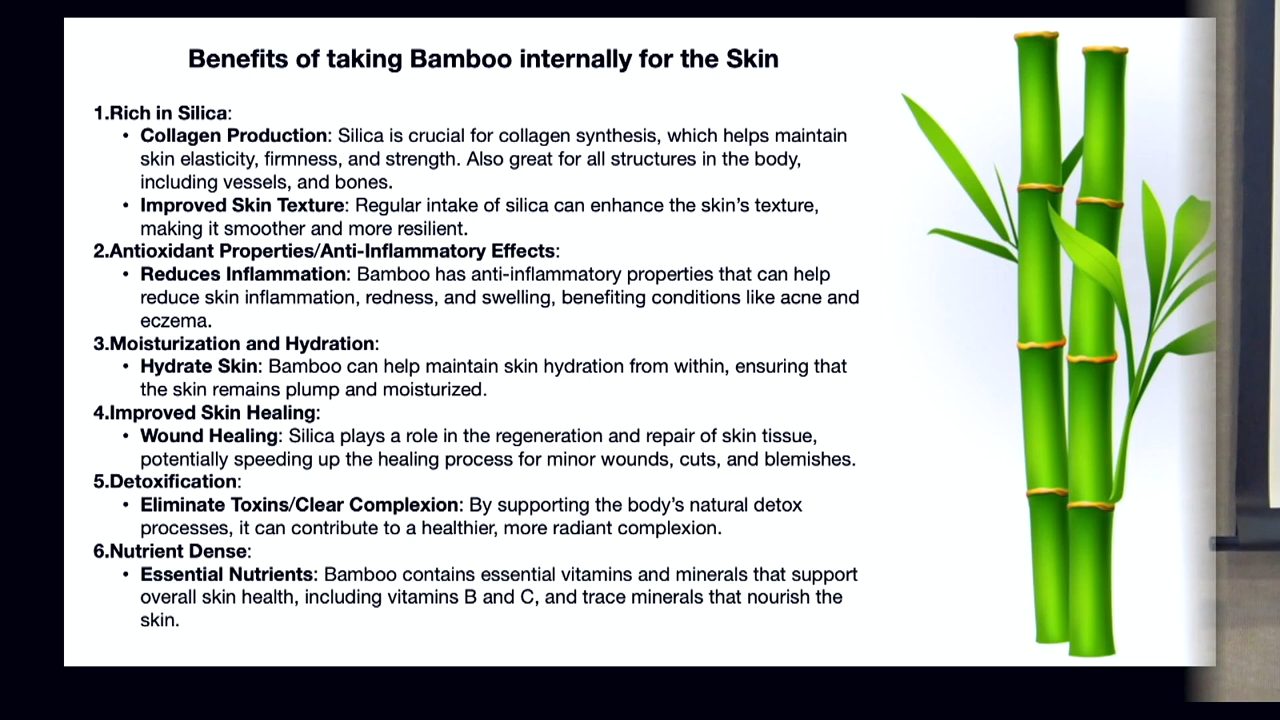 Benefits of taking Bamboo internally for the Skin
1.Rich in Silica:
• Collagen Production: Silica is crucial for collagen synthesis, which helps maintain
skin elasticity, firmness, and strength. Also great for all structures in the body,
including vessels, and bones.
• Improved Skin Texture: Regular intake of silica can enhance the skin’s texture,
making it smoother and more resilient.
2.Antioxidant Properties/Anti-Inflammatory Effects:
• Reduces Inflammation: Bamboo has anti-inflammatory properties that can help
reduce skin inflammation, redness, and swelling, benefiting conditions like acne and
eczema.
3.Moisturization and Hydration:
• Hydrate Skin: Bamboo can help maintain skin hydration from within, ensuring that
the skin remains plump and moisturized.
4.Improved Skin Healing:
• Wound Healing: Silica plays a role in the regeneration and repair of skin tissue,
potentially speeding up the healing process for minor wounds, cuts, and blemishes.
5.Detoxification:
• Eliminate Toxins/Clear Complexion: By supporting the body’s natural detox
processes, it can contribute to a healthier, more radiant complexion.
6.Nutrient Dense:
• Essential Nutrients: Bamboo contains essential vitamins and minerals that support
overall skin health, including vitamins B and C, and trace minerals that nourish the
skin.